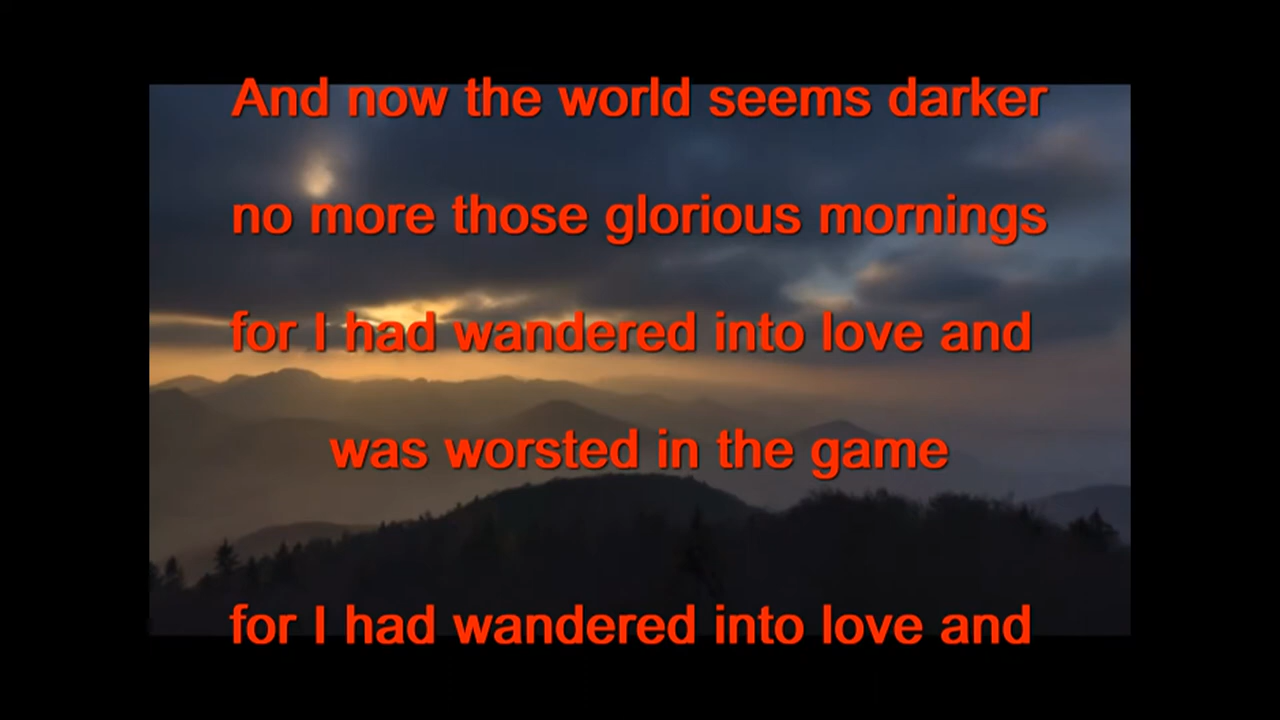 And now the world seems darker
no more those glorious mornings
for I had wandered into love and
was worsted in the game
for I had wandered into love and